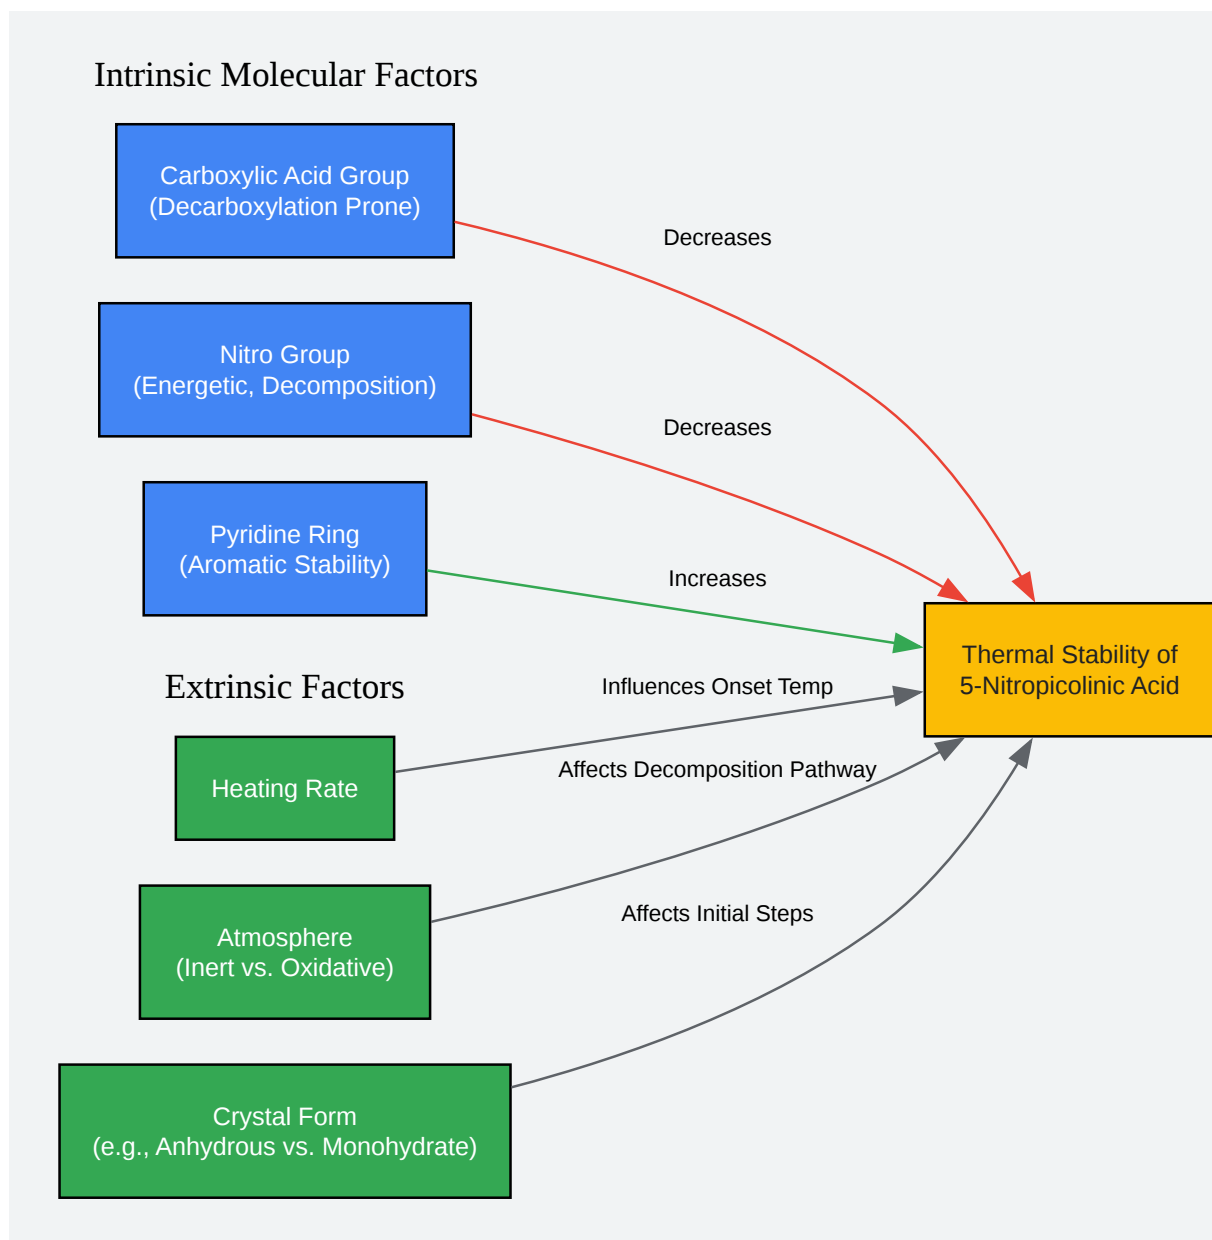 Intrinsic Molecular Factors
Carboxylic Acid Group
(Decarboxylation Prone)
Decreases
Nitro Group
(Energetic, Decomposition)
Decreases
Pyridine Ring
(Aromatic Stability)
Increases
Thermal Stability of
5-Nitropicolinic Acid
Extrinsic Factors
Influences Onset Temp
Heating Rate
Affects Decomposition Pathway
Atmosphere
(Inert vs. Oxidative)
Affects Initial Steps
Crystal Form
(e.g., Anhydrous vs. Monohydrate)